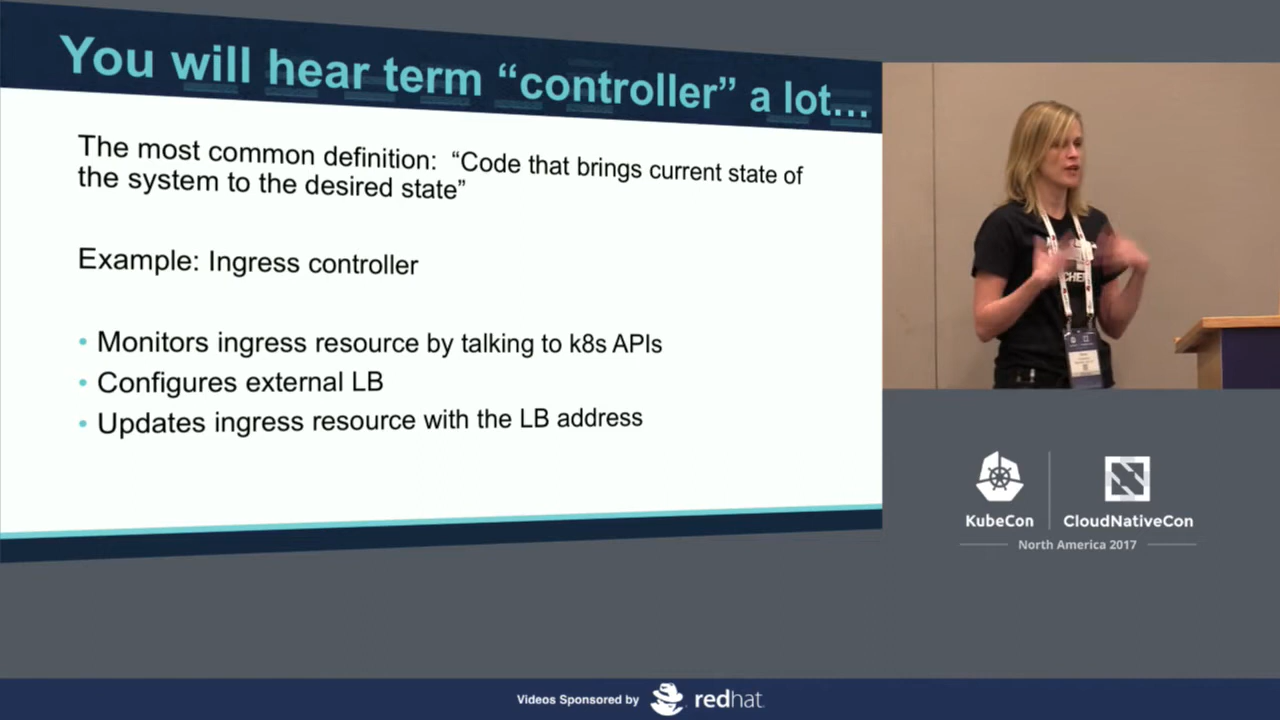 You will hear term “controller” a lot...
The most common definition: “Code that brings current state of
the system to the desired state”
Example: Ingress controller
• Monitors ingress resource by talking to k8s APIs
• Configures external LB
• Updates ingress resource with the LB address
CHE
KubeCon
CloudNativeCon
North America 2017
Videos Sponsored by
redhat.